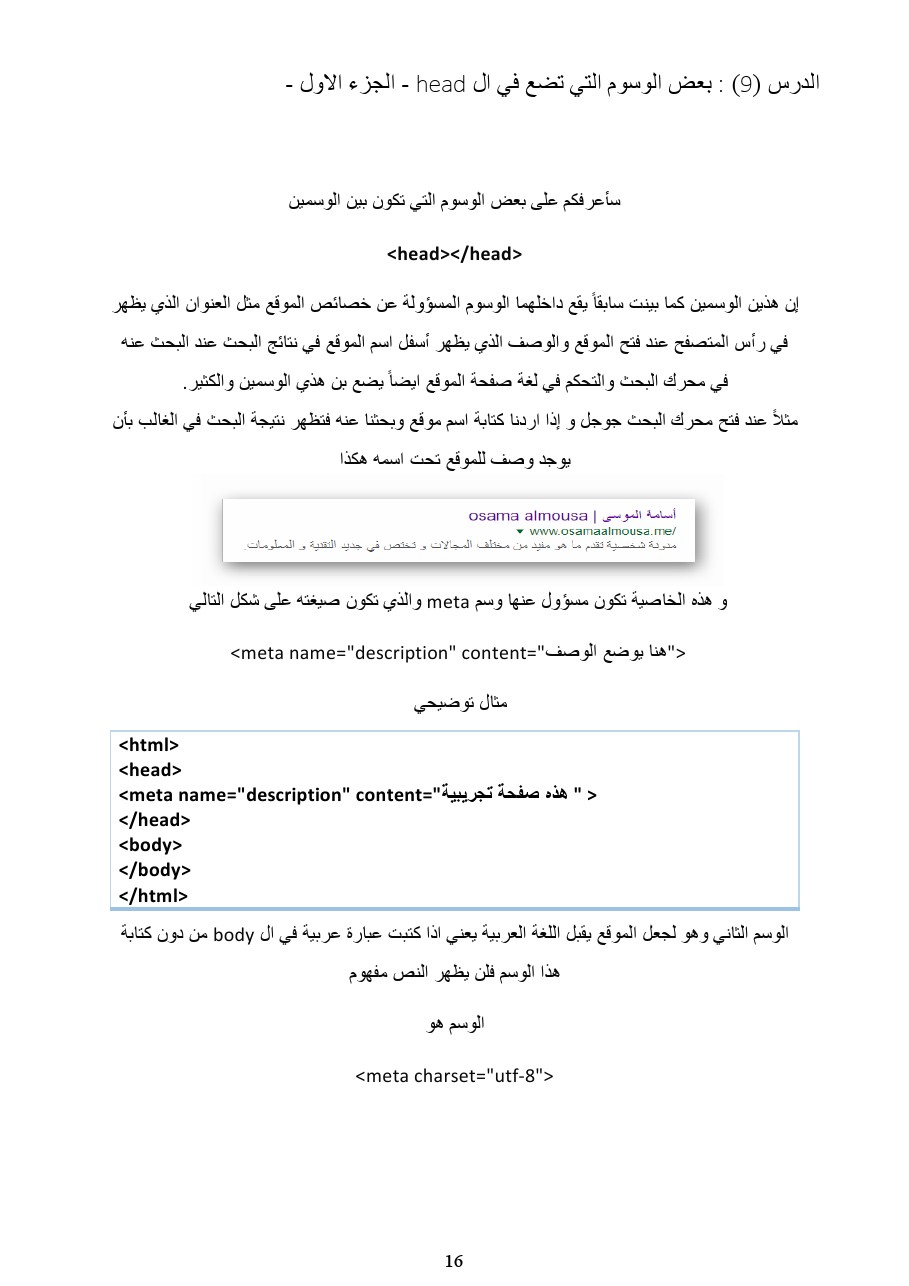 الدرس (9) : بعض الوسوم التي تضع في ال head - الجزء الاول -
سأعرفكم على بعض الوسوم التي تكون بين الوسمين
<head></head>
إن هذين الوسمين كما بينت سابقاً يقع داخلهما الوسوم المسؤولة عن خصائص الموقع مثل العنوان الذي يظهر
في رأس المتصفح عند فتح الموقع والوصف الذي يظهر أسفل اسم الموقع في نتائج البحث عند البحث عنه
في محرك البحث والتحكم في لغة صفحة الموقع ايضاً يضع بن هذي الوسمين والكثير.
مثلاً عند فتح محرك البحث جوجل و إذا اردنا كتابة اسم موقع وبحثنا عنه فتظهر نتيجة البحث في الغالب بأن
يوجد وصف للموقع تحت اسمه هكذا
أسامة الموسى | osama almousa
www.osamaalmousa.me/
مدونة شخصية تقدم ما هو مفيد من مختلف المجالات و تختص في جديد التقنية و المعلومات.
و هذه الخاصية تكون مسؤول عنها وسم meta والذي تكون صيغته على شكل التالي
<meta name="description" content="هنا يوضع الوصف">
مثال توضيحي
<html>
<head>
<meta name="description" content="هذه صفحة تجريبية " >
</head>
<body>
</body>
</html>
الوسم الثاني وهو لجعل الموقع يقبل اللغة العربية يعني اذا كتبت عبارة عربية في ال body من دون كتابة
هذا الوسم فلن يظهر النص مفهوم
الوسم هو
<meta charset="utf-8">
16